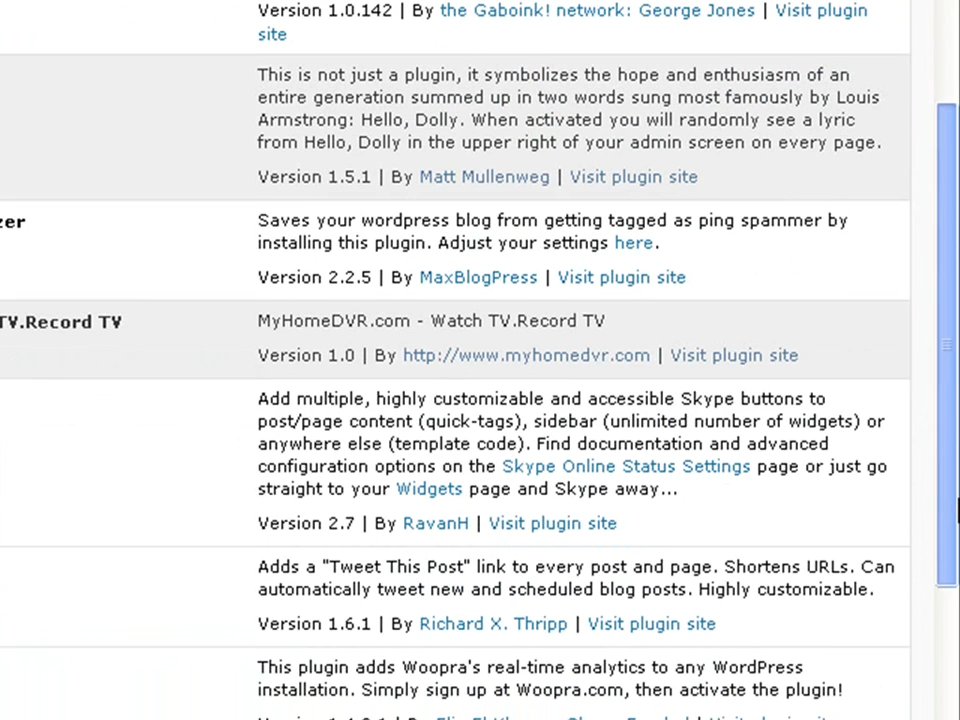 Version 1.0.142 | By the Gaboink! network: George Jones | Visit plugin
site
This is not just a plugin, it symbolizes the hope and enthusiasm of an
entire generation summed up in two words sung most famously by Louis
Armstrong: Hello, Dolly. When activated you will randomly see a lyric
from Hello, Dolly in the upper right of your admin screen on every page.
Version 1.5.1 | By Matt Mullenweg | Visit plugin site
zer
Saves your wordpress blog from getting tagged as ping spammer by
installing this plugin. Adjust your settings here.
Version 2.2.5 | By MaxBlogPress | Visit plugin site
TV.Record TV
MyHomeDVR.com - Watch TV.Record TV
Version 1.0 | By http://www.myhomedvr.com | Visit plugin site
Add multiple, highly customizable and accessible Skype buttons to
post/page content (quick-tags), sidebar (unlimited number of widgets) or
anywhere else (template code). Find documentation and advanced
configuration options on the Skype Online Status Settings page or just go
straight to your Widgets page and Skype away...
Version 2.7 | By RavanH | Visit plugin site
Adds a "Tweet This Post" link to every post and page. Shortens URLs. Can
automatically tweet new and scheduled blog posts. Highly customizable.
Version 1.6.1 | By Richard X. Thripp | Visit plugin site
This plugin adds Woopra's real-time analytics to any WordPress
installation. Simply sign up at Woopra.com, then activate the plugin!